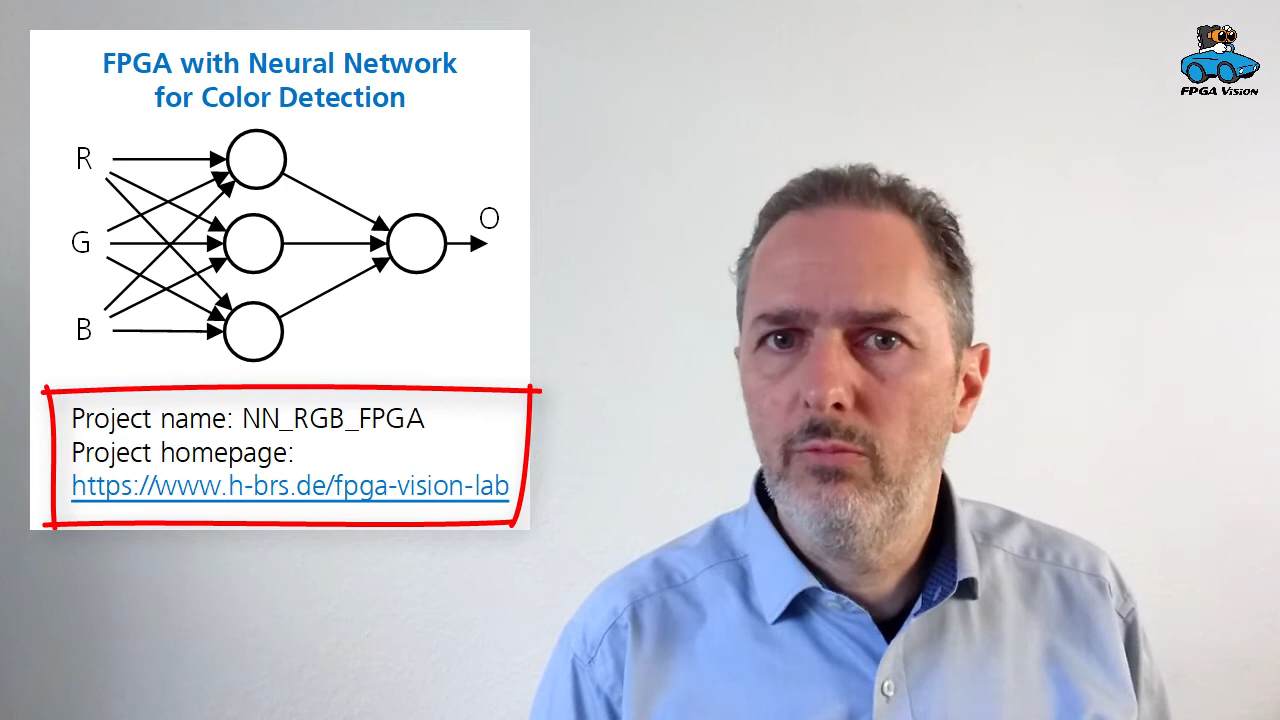 FPGA with Neural Network
for Color Detection
R
G
B
O
Project name: NN_RGB_FPGA
Project homepage:
https://www.h-brs.de/fpga-vision-lab
FPGA Vision